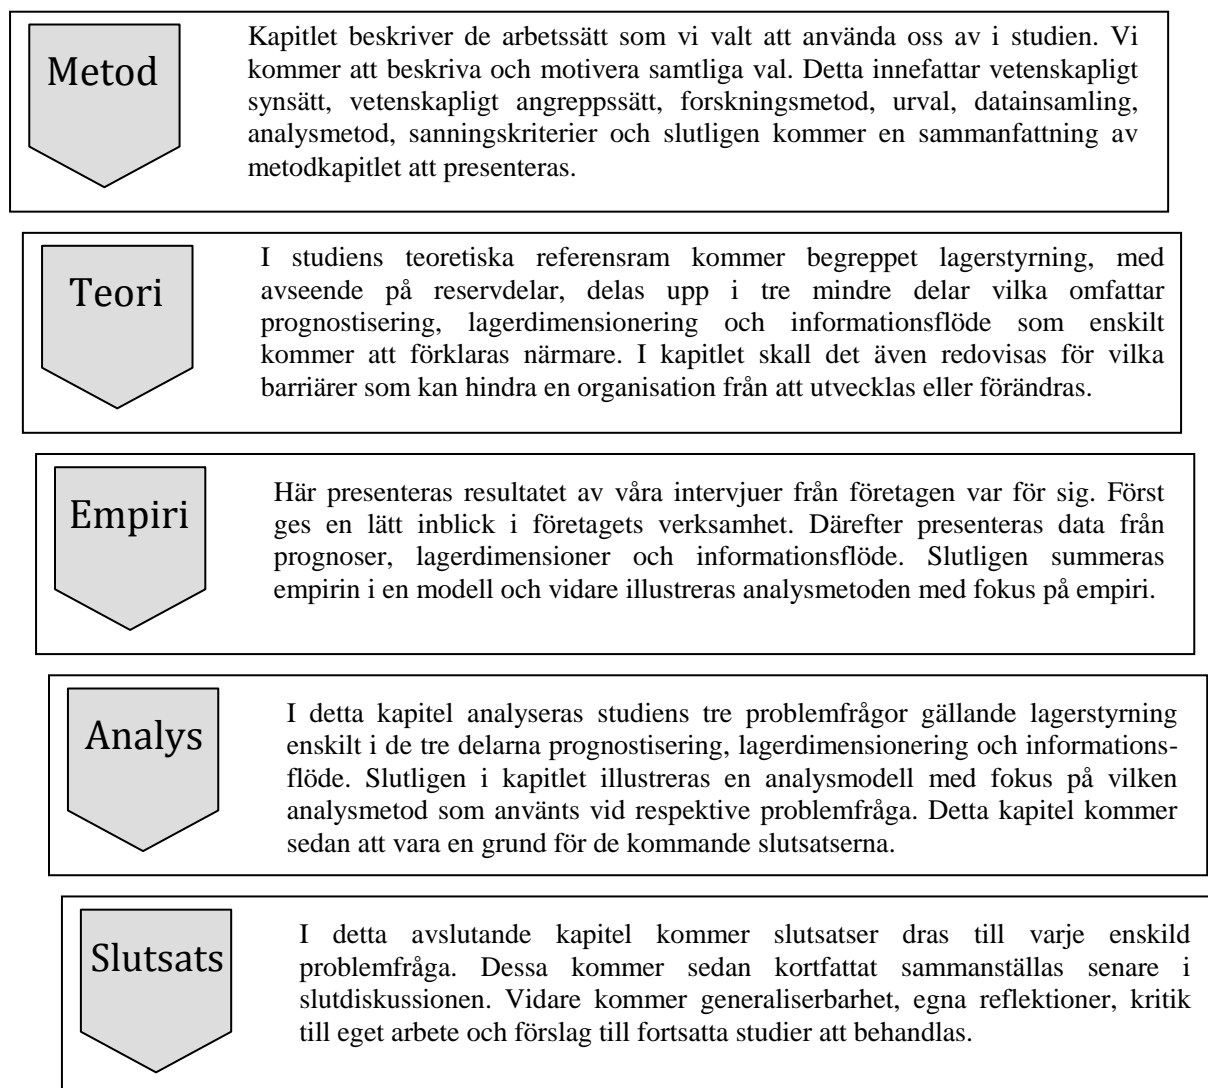 Metod
Kapitlet beskriver de arbetssätt som vi valt att använda oss av i studien. Vi
kommer att beskriva och motivera samtliga val. Detta innefattar vetenskapligt
synsätt, vetenskapligt angreppssätt, forskningsmetod, urval, datainsamling,
analysmetod, sanningskriterier och slutligen kommer en sammanfattning av
metodkapitlet att presenteras.
Teori
I studiens teoretiska referensram kommer begreppet lagerstyrning, med
avseende på reservdelar, delas upp i tre mindre delar vilka omfattar
prognostisering, lagerdimensionering och informationsflöde som enskilt
kommer att förklaras närmare. I kapitlet skall det även redovisas för vilka
barriärer som kan hindra en organisation från att utvecklas eller förändras.
Empiri
Här presenteras resultatet av våra intervjuer från företagen var för sig. Först
ges en lätt inblick i företagets verksamhet. Därefter presenteras data från
prognoser, lagerdimensioner och informationsflöde. Slutligen summeras
empirin i en modell och vidare illustreras analysmetoden med fokus på empiri.
Analys
I detta kapitel analyseras studiens tre problemfrågor gällande lagerstyrning
enskilt i de tre delarna prognostisering, lagerdimensionering och informations-
flöde. Slutligen i kapitlet illustreras en analysmodell med fokus på vilken
analysmetod som använts vid respektive problemfråga. Detta kapitel kommer
sedan att vara en grund för de kommande slutsatserna.
Slutsats
I detta avslutande kapitel kommer slutsatser dras till varje enskild
problemfråga. Dessa kommer sedan kortfattat sammanställas senare i
slutdiskussionen. Vidare kommer generaliserbarhet, egna reflektioner, kritik
till eget arbete och förslag till fortsatta studier att behandlas.